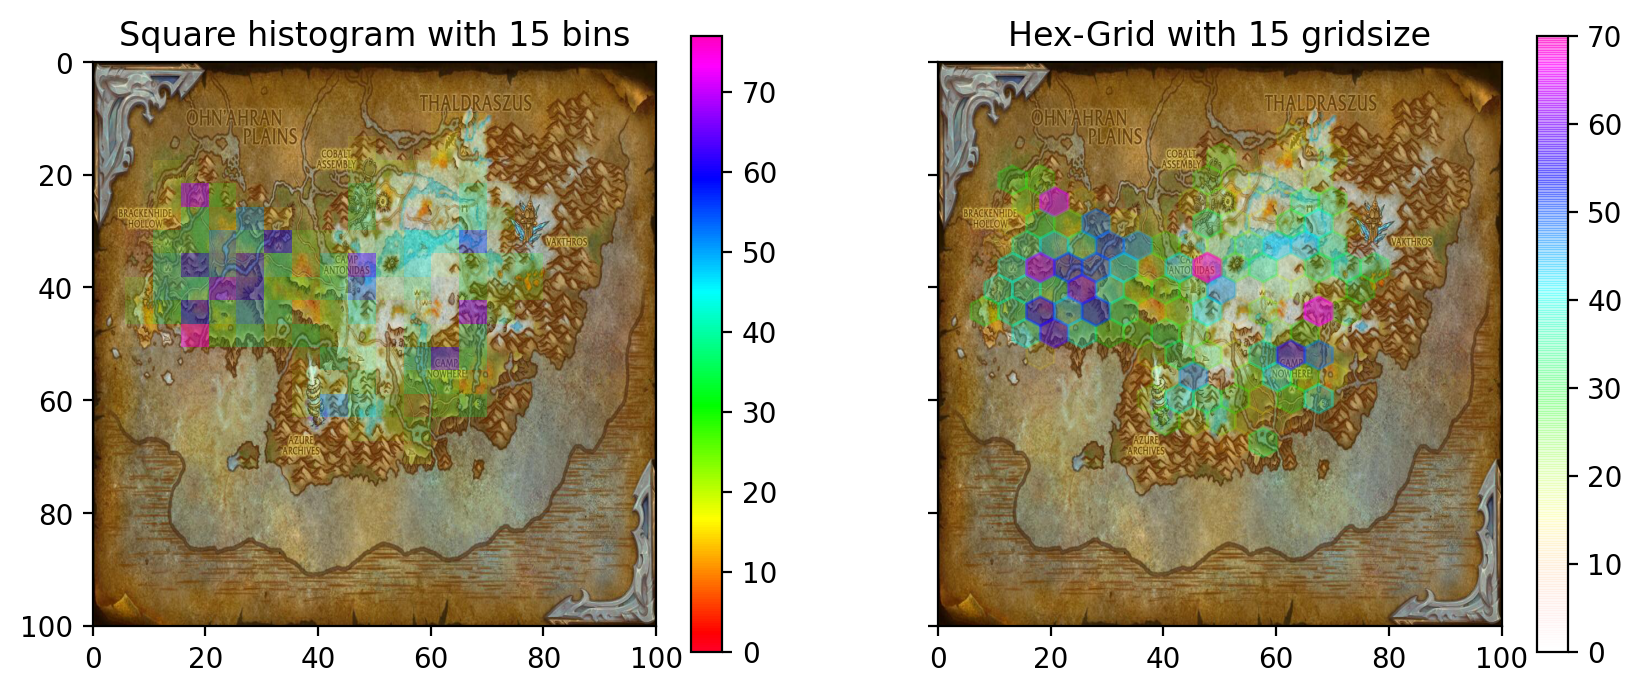 Square histogram with 15 bins
0
20
40
60
80
100
0
20
40
60
80
100
THALDRASZUS
OHN'AHRAN
PLAINS
COBALT
ASSEMBLY
BRACKENHIDE
HOLLOW
VAKTHROS
CAMP
ANTONIDAS
CAMP
NOWHERE
AZURE
ARCHIVES
70
60
50
40
30
20
10
0
Hex-Grid with 15 gridsize
THALDRASZUS
OHN'AHRAN
PLAINS
COBALT
ASSEMBLY
BRACKENHIDE
HOLLOW
VAKTHROS
CAMP
ANTONIDAS
CAMP
NOWHERE
AZURE
ARCHIVES
0
20
40
60
80
100
70
60
50
40
30
20
10
0